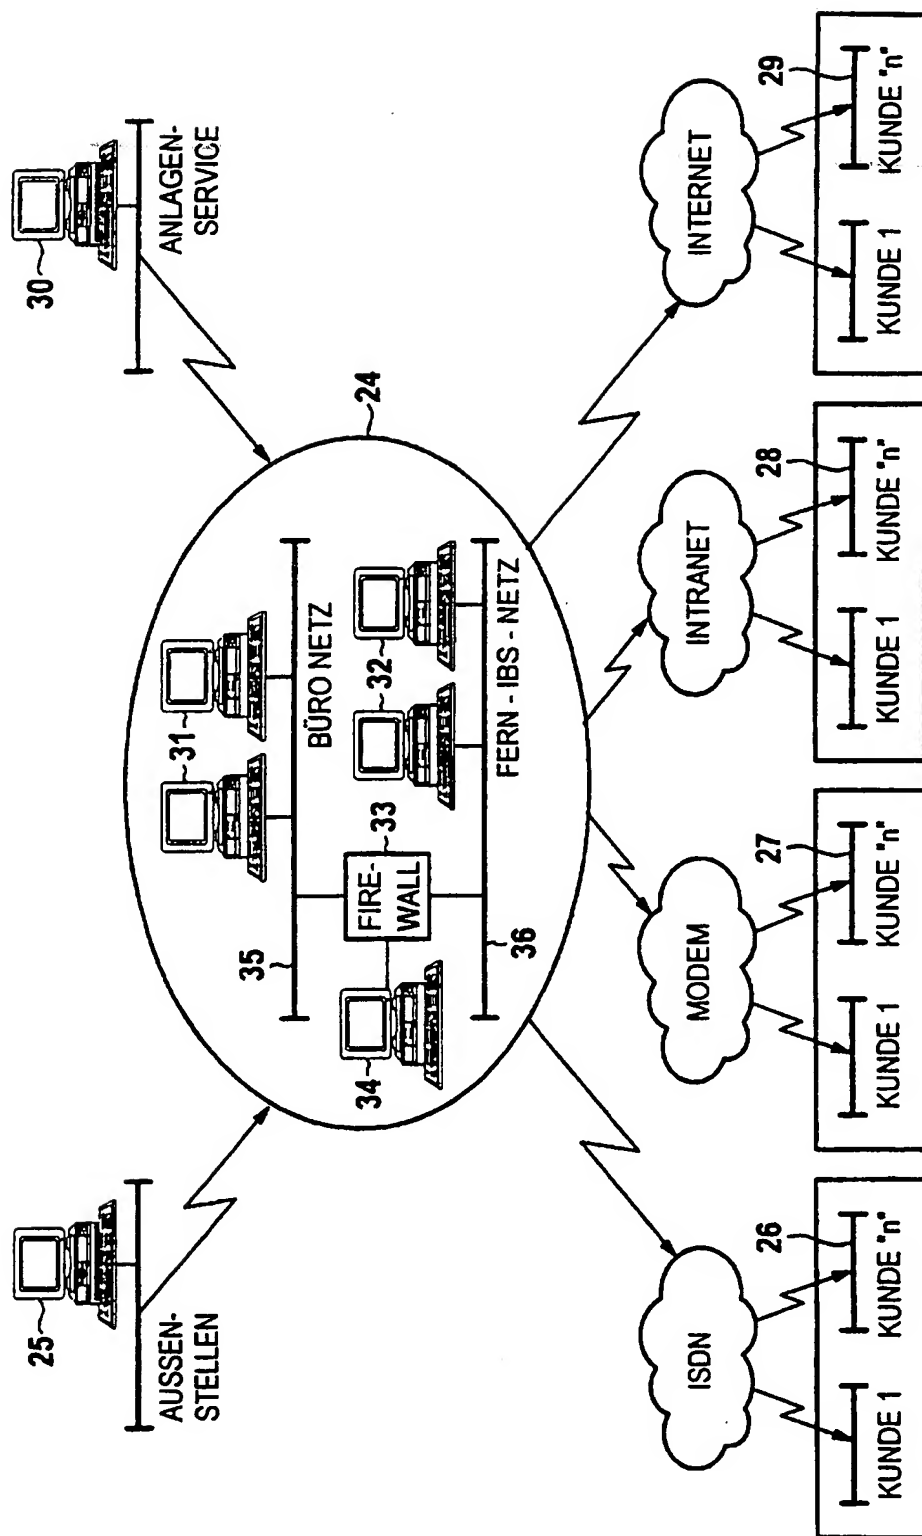 25
AUSSEN-
STELLEN
30
ANLAGEN-
SERVICE
24
31
35
BÜRO NETZ
33
FIRE-
WALL
34
32
36
FERN - IBS - NETZ
ISDN
MODEM
INTRANET
INTERNET
26
KUNDE 1
KUNDE "n"
27
KUNDE 1
KUNDE "n"
28
KUNDE 1
KUNDE "n"
29
KUNDE 1
KUNDE "n"